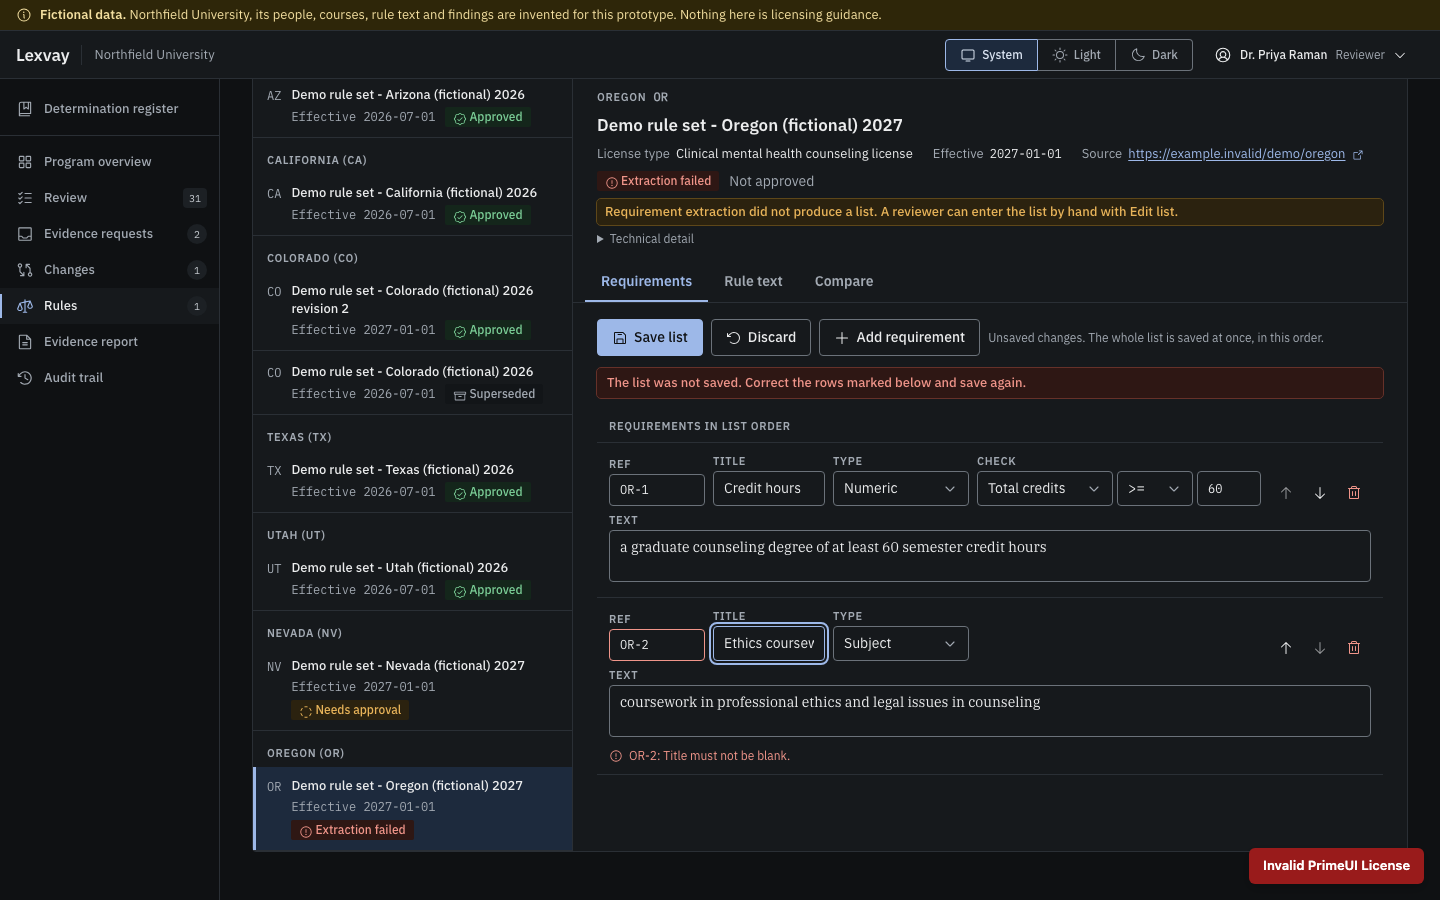 Fictional data. Northfield University, its people, courses, rule text and findings are invented for this prototype. Nothing here is licensing guidance.
Lexvay Northfield University System Light Dark Dr. Priya Raman Reviewer
Determination register
Program overview
Review 31
Evidence requests 2
Changes 1
Rules 1
Evidence report
Audit trail
AZ Demo rule set - Arizona (fictional) 2026
Effective 2026-07-01 Approved
CALIFORNIA (CA)
CA Demo rule set - California (fictional) 2026
Effective 2026-07-01 Approved
COLORADO (CO)
CO Demo rule set - Colorado (fictional) 2026
revision 2
Effective 2027-01-01 Approved
CO Demo rule set - Colorado (fictional) 2026
Effective 2026-07-01 Superseded
TEXAS (TX)
TX Demo rule set - Texas (fictional) 2026
Effective 2026-07-01 Approved
UTAH (UT)
UT Demo rule set - Utah (fictional) 2026
Effective 2026-07-01 Approved
NEVADA (NV)
NV Demo rule set - Nevada (fictional) 2027
Effective 2027-01-01
Needs approval
OREGON (OR)
OR Demo rule set - Oregon (fictional) 2027
Effective 2027-01-01
Extraction failed
OREGON OR
Demo rule set - Oregon (fictional) 2027
License type Clinical mental health counseling license Effective 2027-01-01 Source https://example.invalid/demo/oregon
Extraction failed Not approved
Requirement extraction did not produce a list. A reviewer can enter the list by hand with Edit list.
Technical detail
Requirements Rule text Compare
Save list Discard Add requirement Unsaved changes. The whole list is saved at once, in this order.
The list was not saved. Correct the rows marked below and save again.
REQUIREMENTS IN LIST ORDER
REF TITLE TYPE CHECK
OR-1 Credit hours Numeric Total credits >= 60
TEXT
a graduate counseling degree of at least 60 semester credit hours
REF TITLE TYPE
OR-2 Ethics coursew Subject
TEXT
coursework in professional ethics and legal issues in counseling
OR-2: Title must not be blank.
Invalid PrimeUI License